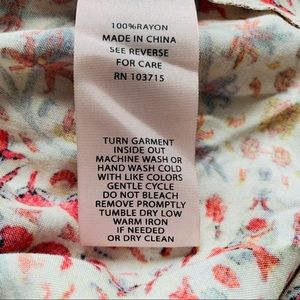 100%RAYON
MADE IN CHINA
SEE REVERSE
FOR CARE
RN 103715
TURN GARMENT
INSIDE OUT
MACHINE WASH OR
HAND WASH COLD
WITH LIKE COLORS
GENTLE CYCLE
DO NOT BLEACH
REMOVE PROMPTLY
TUMBLE DRY LOW
WARM IRON
IF NEEDED
OR DRY CLEAN